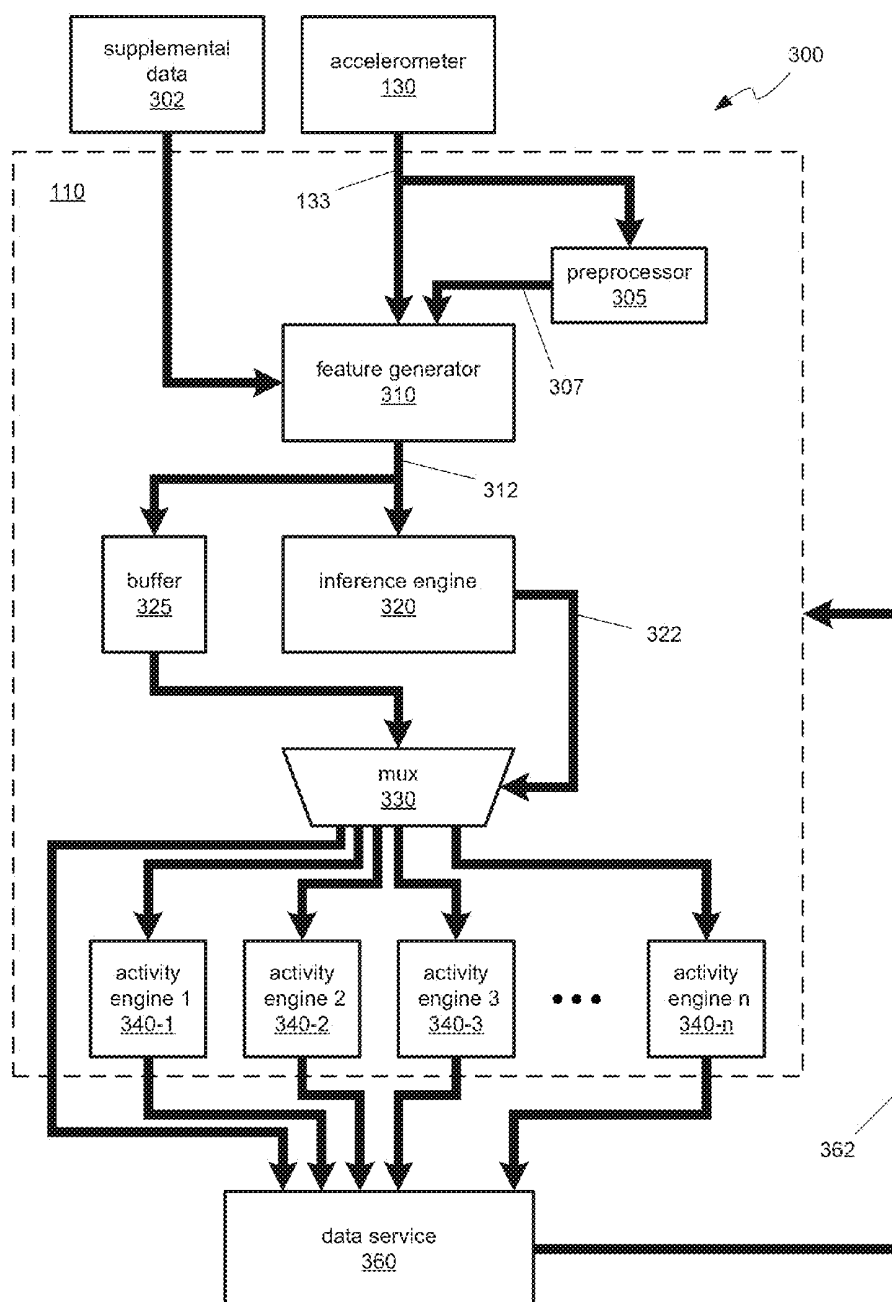 supplemental
data
302
accelerometer
130
300
110
133
preprocessor
305
307
feature generator
310
312
buffer
325
inference engine
320
322
mux
330
activity
engine 1
340-1
activity
engine 2
340-2
activity
engine 3
340-3
• • •
activity
engine n
340-n
362
data service
360